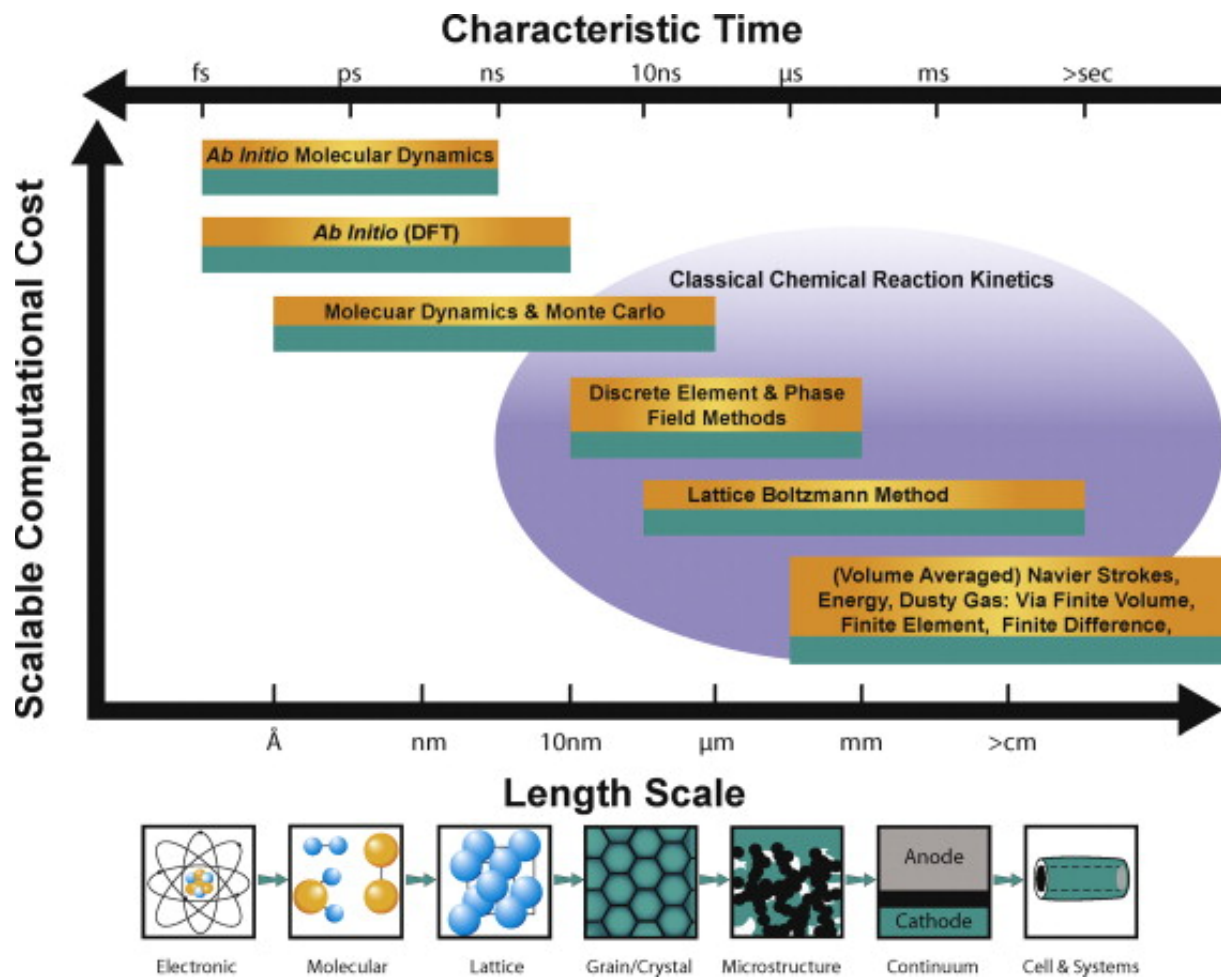 Characteristic Time
fs ps ns 10ns μs ms >sec
Scalable Computational Cost
Ab Initio Molecular Dynamics
Ab Initio (DFT)
Classical Chemical Reaction Kinetics
Molecuar Dynamics & Monte Carlo
Discrete Element & Phase
Field Methods
Lattice Boltzmann Method
(Volume Averaged) Navier Strokes,
Energy, Dusty Gas: Via Finite Volume,
Finite Element, Finite Difference,
Å nm 10nm μm mm >cm
Length Scale
Anode
Cathode
Electronic Molecular Lattice Grain/Crystal Microstructure Continuum Cell & Systems